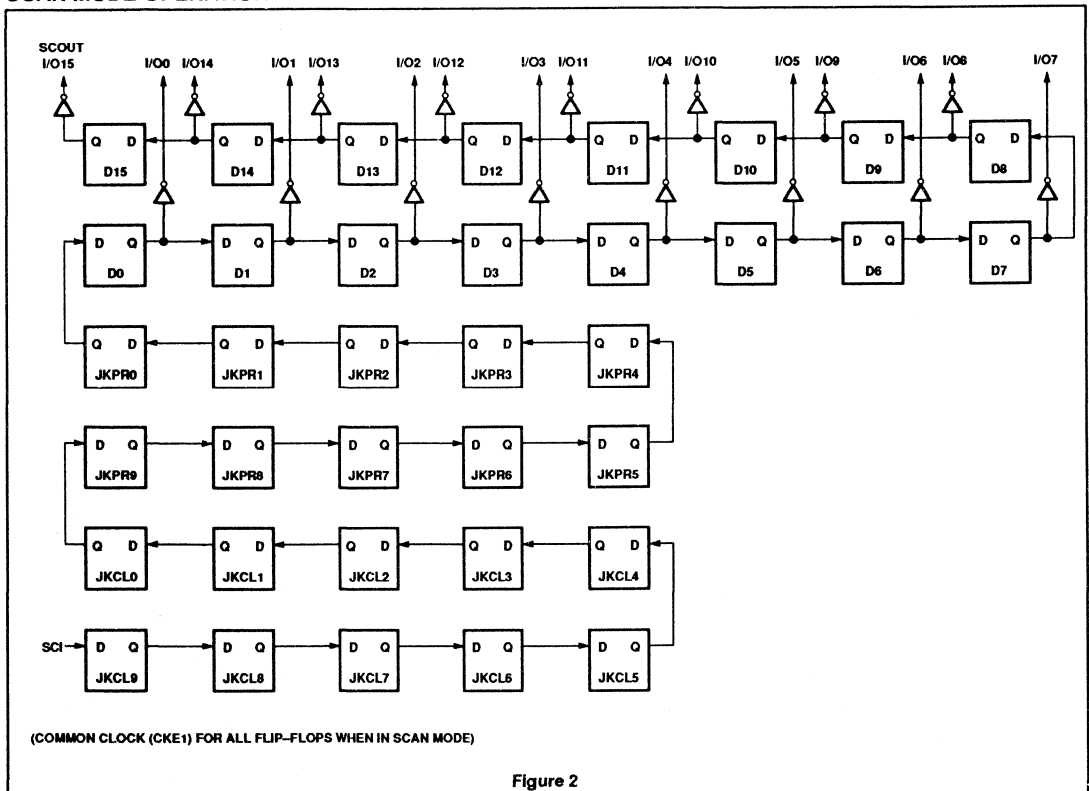 SCOUT
I/O15 I/O0 I/O14 I/O1 I/O13 I/O2 I/O12 I/O3 I/O11 I/O4 I/O10 I/O5 I/O9 I/O6 I/O8 I/O7
Q D Q D Q D Q D Q D Q D Q D Q D
D15 D14 D13 D12 D11 D10 D9 D8
D Q D Q D Q D Q D Q D Q D Q D Q
D0 D1 D2 D3 D4 D5 D6 D7
Q D Q D Q D Q D Q D
JKPR0 JKPR1 JKPR2 JKPR3 JKPR4
D Q D Q D Q D Q D Q
JKPR9 JKPR8 JKPR7 JKPR6 JKPR5
Q D Q D Q D Q D Q D
JKCL0 JKCL1 JKCL2 JKCL3 JKCL4
SCI D Q D Q D Q D Q D Q
JKCL9 JKCL8 JKCL7 JKCL6 JKCL5
(COMMON CLOCK (CKE1) FOR ALL FLIP–FLOPS WHEN IN SCAN MODE)
Figure 2